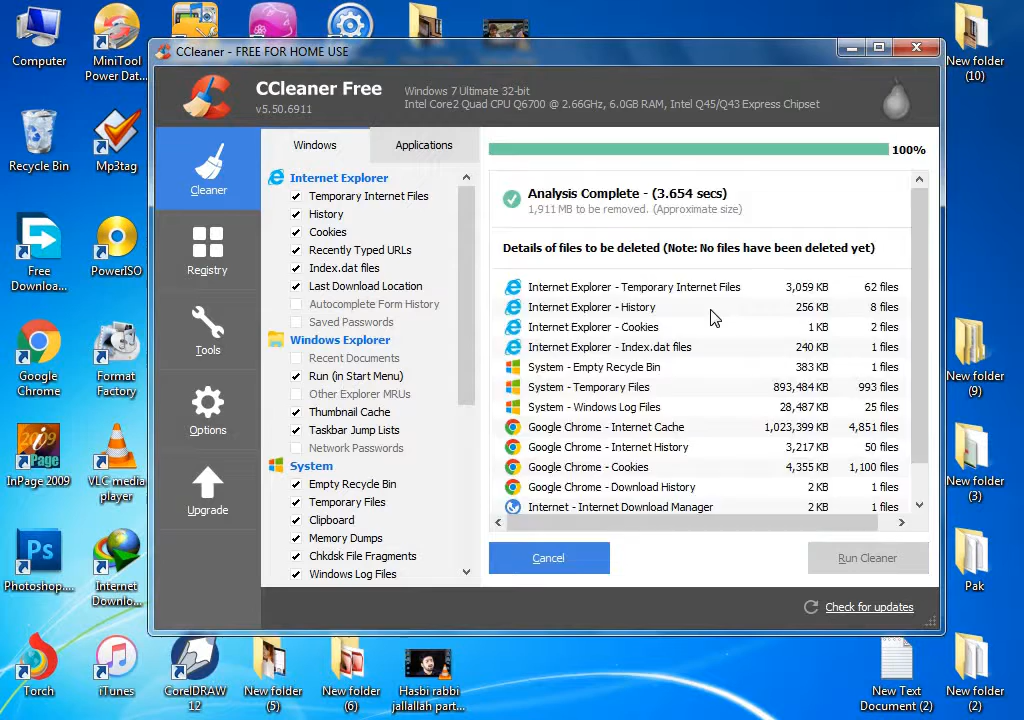 Computer
MiniTool
Power Dat...
Recycle Bin
Mp3tag
Free
Downloa...
PowerISO
Google
Chrome
Format
Factory
InPage 2009
VLC media
player
Photoshop....
Internet
Downlo...
Torch
iTunes
CorelDRAW
12
New folder
(5)
New folder
(6)
Hasbi rabbi
jallallah part...
New folder
(10)
New folder
(9)
New folder
(3)
Pak
New Text
Document (2)
New folder
(2)
2009
Page
Ps
CCleaner - FREE FOR HOME USE
CCleaner Free
v5.50.6911
Windows 7 Ultimate 32-bit
Intel Core2 Quad CPU Q6700 @ 2.66GHz, 6.0GB RAM, Intel Q45/Q43 Express Chipset
Cleaner
Registry
Tools
Options
Upgrade
Windows
Applications
Internet Explorer
Temporary Internet Files
History
Cookies
Recently Typed URLs
Index.dat files
Last Download Location
Autocomplete Form History
Saved Passwords
Windows Explorer
Recent Documents
Run (in Start Menu)
Other Explorer MRUs
Thumbnail Cache
Taskbar Jump Lists
Network Passwords
System
Empty Recycle Bin
Temporary Files
Clipboard
Memory Dumps
Chkdsk File Fragments
Windows Log Files
100%
Analysis Complete - (3.654 secs)
1,911 MB to be removed. (Approximate size)
Details of files to be deleted (Note: No files have been deleted yet)
Internet Explorer - Temporary Internet Files 3,059 KB 62 files
Internet Explorer - History 256 KB 8 files
Internet Explorer - Cookies 1 KB 2 files
Internet Explorer - Index.dat files 240 KB 1 files
System - Empty Recycle Bin 383 KB 1 files
System - Temporary Files 893,484 KB 993 files
System - Windows Log Files 28,487 KB 25 files
Google Chrome - Internet Cache 1,023,399 KB 4,851 files
Google Chrome - Internet History 3,217 KB 50 files
Google Chrome - Cookies 4,355 KB 1,100 files
Google Chrome - Download History 2 KB 1 files
Internet - Internet Download Manager 2 KB 1 files
Cancel
Run Cleaner
Check for updates